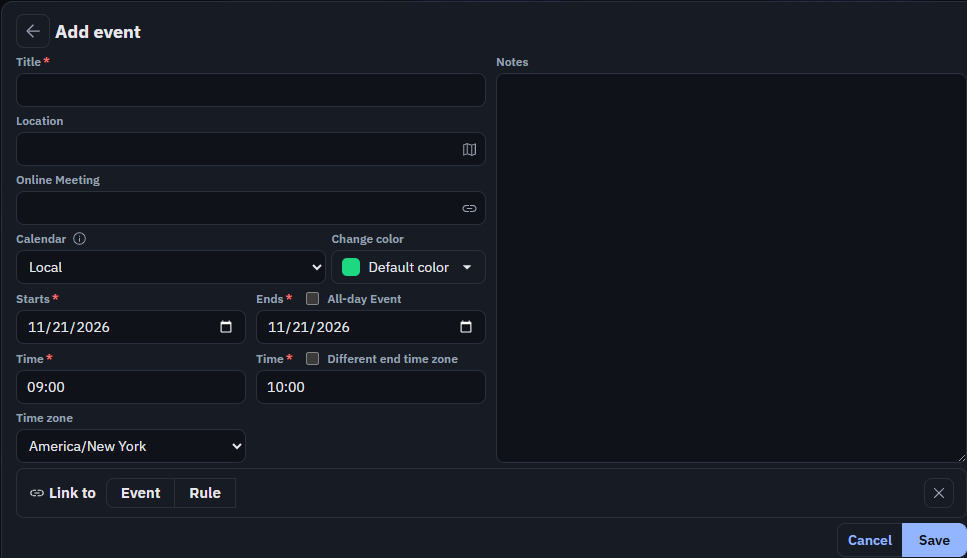 Add event
Title *
Notes
Location
Online Meeting
Calendar
Change color
Local
Default color
Starts *
Ends *
All-day Event
11/21/2026
11/21/2026
Time *
Time *
Different end time zone
09:00
10:00
Time zone
America/New York
Link to
Event
Rule
Cancel
Save